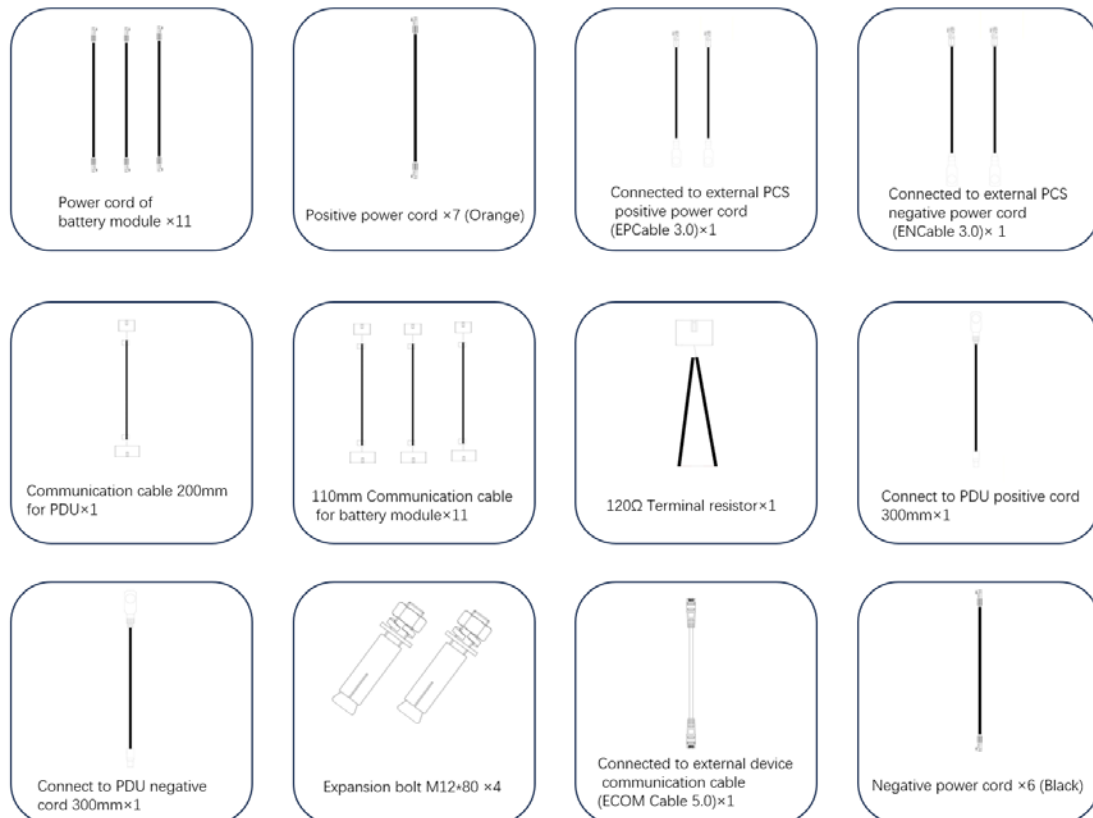 Power cord of
battery module ×11
Positive power cord ×7 (Orange)
Connected to external PCS
positive power cord
(EPCable 3.0)×1
Connected to external PCS
negative power cord
(ENCable 3.0)× 1
Communication cable 200mm
for PDU×1
110mm Communication cable
for battery module×11
120Ω Terminal resistor×1
Connect to PDU positive cord
300mm×1
Connect to PDU negative
cord 300mm×1
Expansion bolt M12*80 ×4
Connected to external device
communication cable
(ECOM Cable 5.0)×1
Negative power cord ×6 (Black)